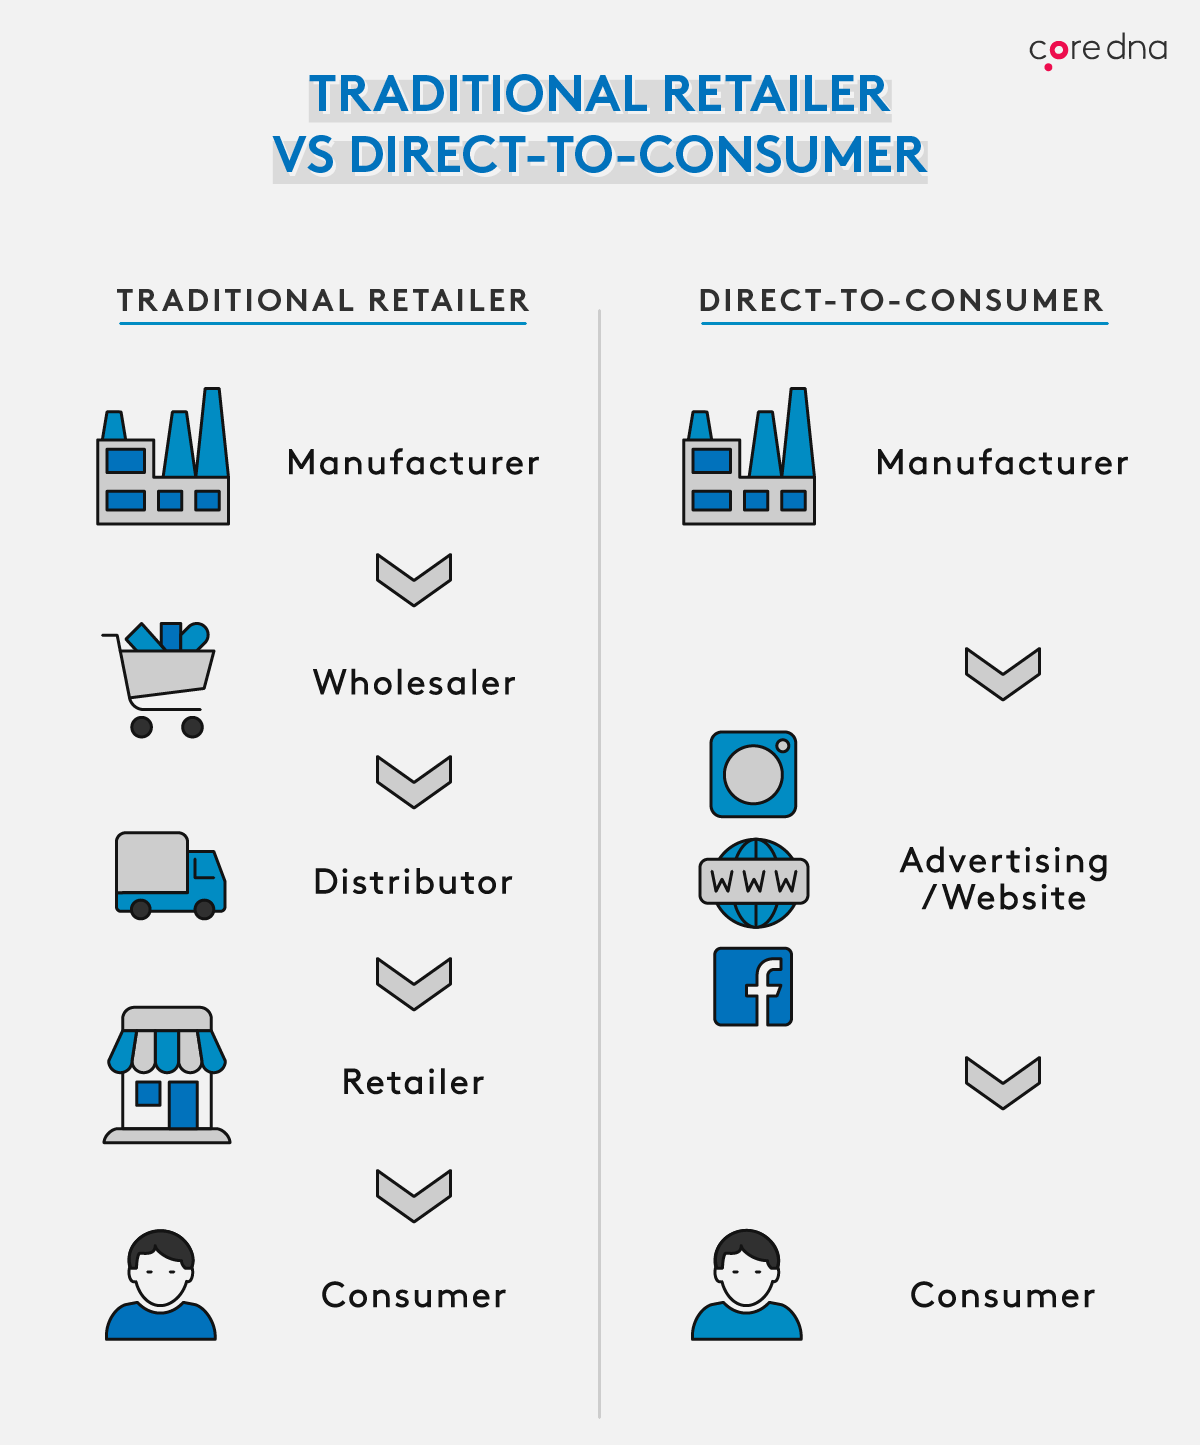 core dna
TRADITIONAL RETAILER
VS DIRECT-TO-CONSUMER
TRADITIONAL RETAILER
Manufacturer
Wholesaler
Distributor
Retailer
Consumer
DIRECT-TO-CONSUMER
Manufacturer
WWW
f
Advertising
/Website
Consumer